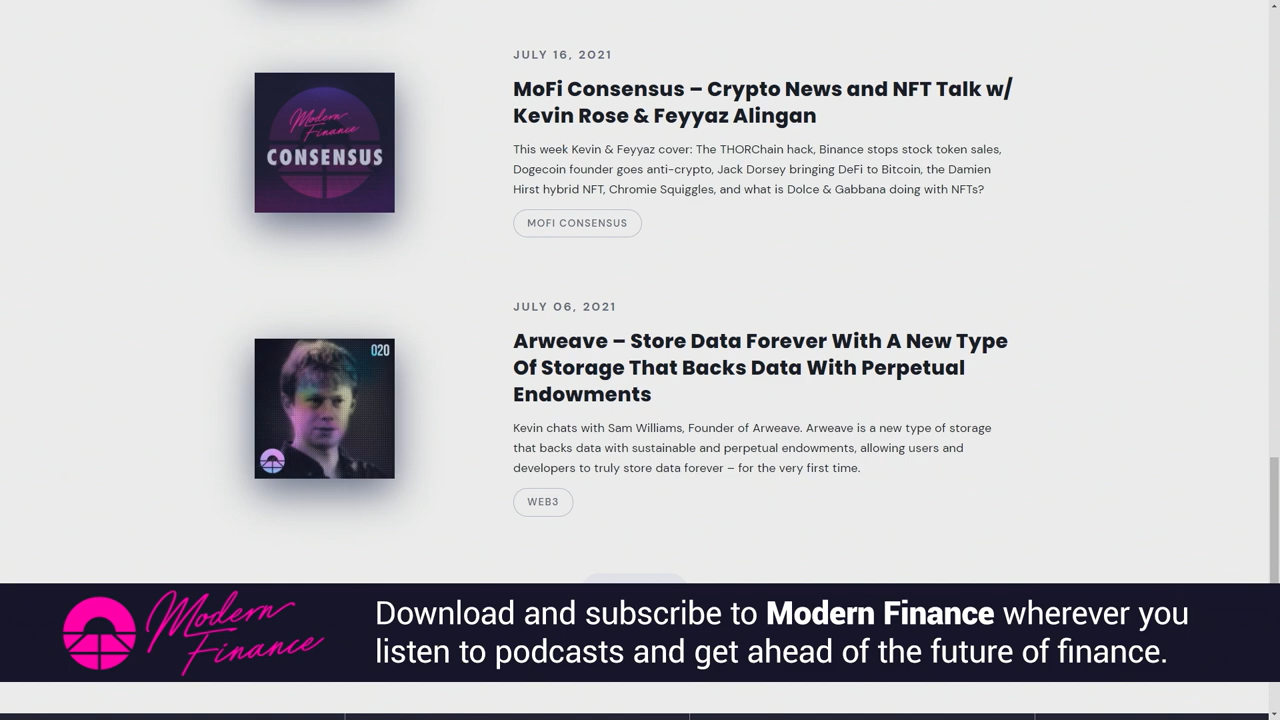 JULY 16, 2021
MoFi Consensus – Crypto News and NFT Talk w/
Kevin Rose & Feyyaz Alingan
Modern
Finance
CONSENSUS
This week Kevin & Feyyaz cover: The THORChain hack, Binance stops stock token sales,
Dogecoin founder goes anti-crypto, Jack Dorsey bringing DeFi to Bitcoin, the Damien
Hirst hybrid NFT, Chromie Squiggles, and what is Dolce & Gabbana doing with NFTs?
MOFI CONSENSUS
JULY 06, 2021
020
Arweave – Store Data Forever With A New Type
Of Storage That Backs Data With Perpetual
Endowments
Kevin chats with Sam Williams, Founder of Arweave. Arweave is a new type of storage
that backs data with sustainable and perpetual endowments, allowing users and
developers to truly store data forever – for the very first time.
WEB3
Modern
Finance
Download and subscribe to Modern Finance wherever you
listen to podcasts and get ahead of the future of finance.